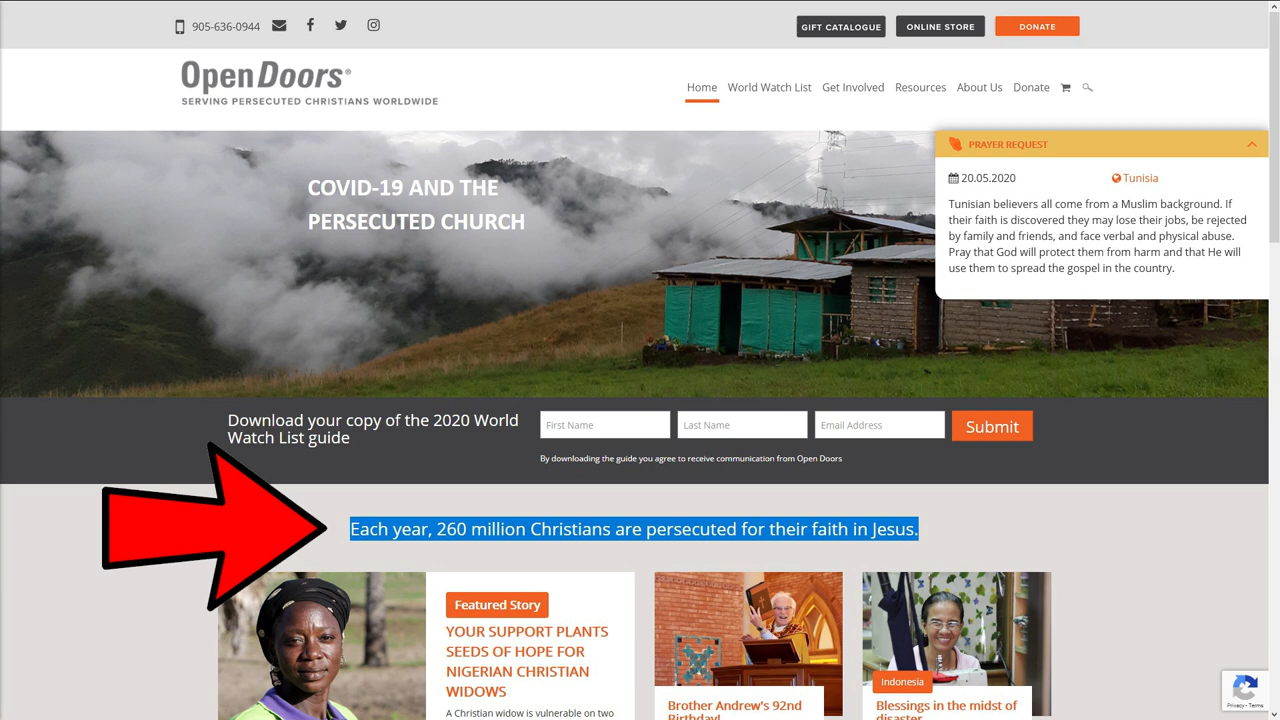 905-636-0944
GIFT CATALOGUE
ONLINE STORE
DONATE
OpenDoors®
SERVING PERSECUTED CHRISTIANS WORLDWIDE
Home
World Watch List
Get Involved
Resources
About Us
Donate
COVID-19 AND THE
PERSECUTED CHURCH
PRAYER REQUEST
20.05.2020
Tunisia
Tunisian believers all come from a Muslim background. If
their faith is discovered they may lose their jobs, be rejected
by family and friends, and face verbal and physical abuse.
Pray that God will protect them from harm and that He will
use them to spread the gospel in the country.
Download your copy of the 2020 World
Watch List guide
First Name
Last Name
Email Address
Submit
By downloading the guide you agree to receive communication from Open Doors
Each year, 260 million Christians are persecuted for their faith in Jesus.
Featured Story
YOUR SUPPORT PLANTS
SEEDS OF HOPE FOR
NIGERIAN CHRISTIAN
WIDOWS
A Christian widow is vulnerable on two
Brother Andrew's 92nd
Birthday!
Indonesia
Blessings in the midst of
disaster
Privacy - Terms